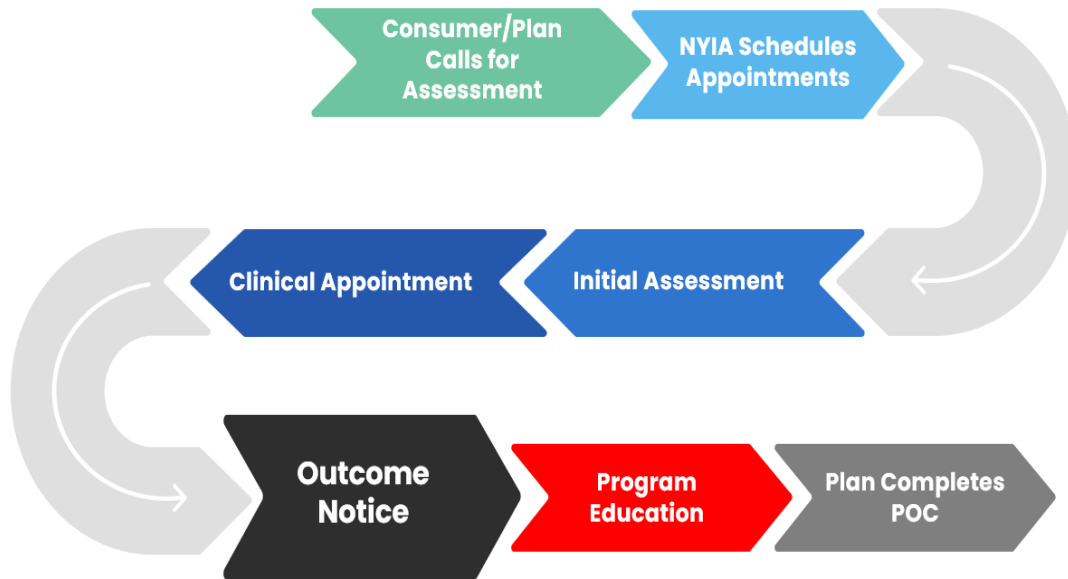 Consumer/Plan
Calls for
Assessment
NYIA Schedules
Appointments
Initial Assessment
Clinical Appointment
Outcome
Notice
Program
Education
Plan Completes
POC